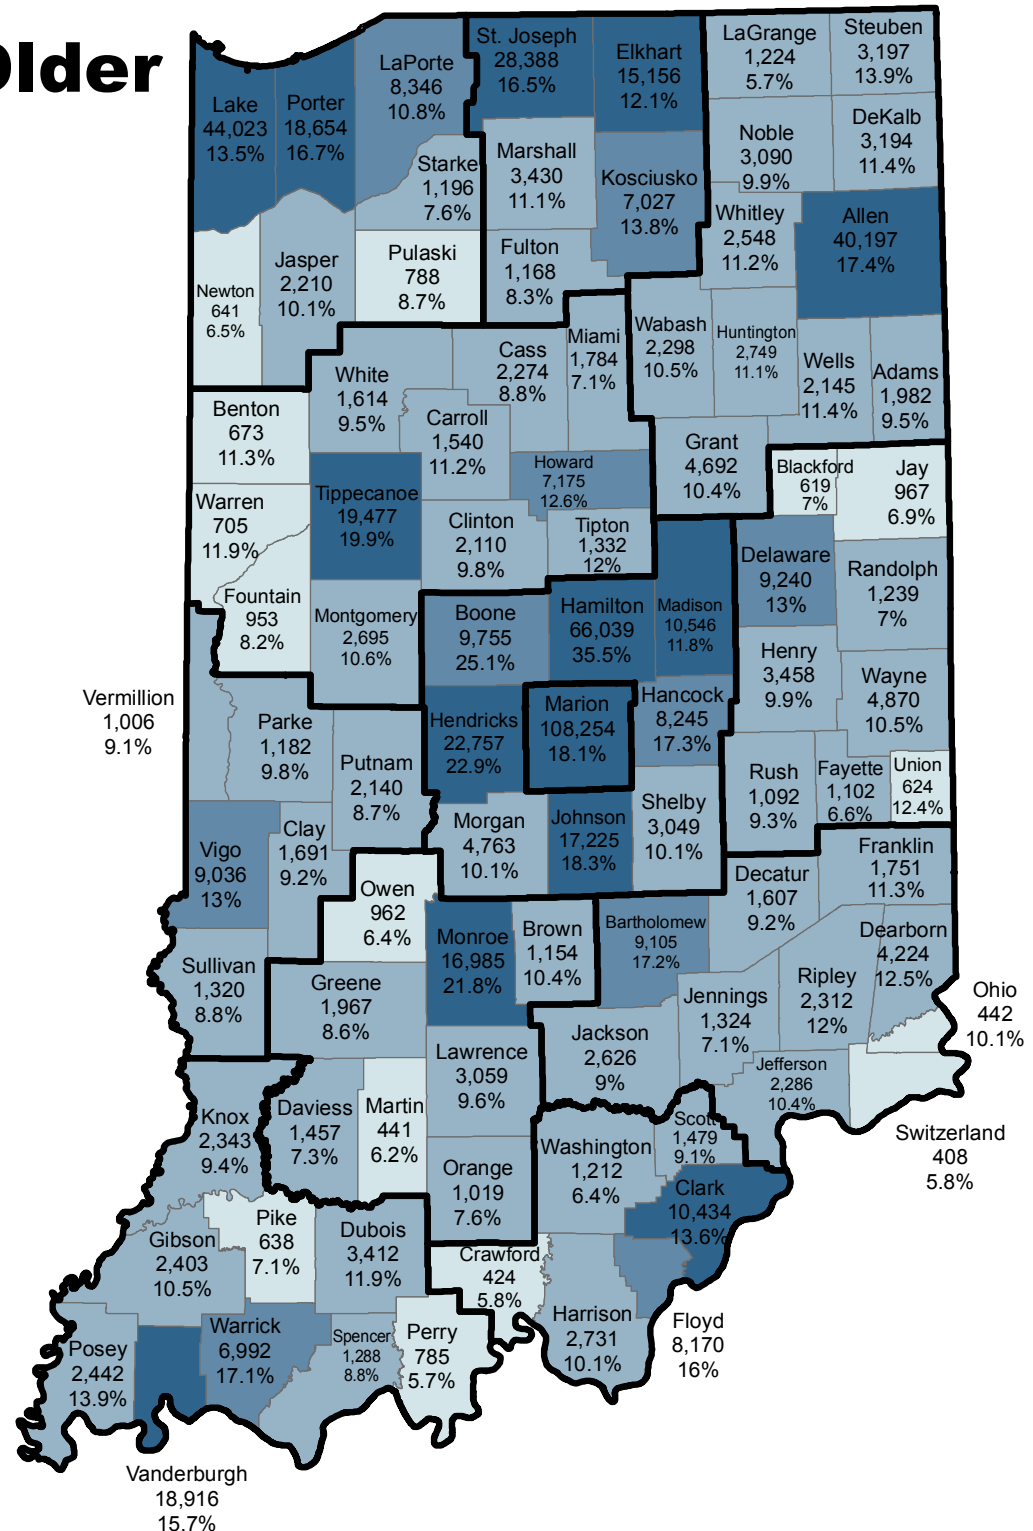 Older
Lake
44,023
13.5%
Porter
18,654
16.7%
LaPorte
8,346
10.8%
St. Joseph
28,388
16.5%
Elkhart
15,156
12.1%
LaGrange
1,224
5.7%
Steuben
3,197
13.9%
Noble
3,090
9.9%
DeKalb
3,194
11.4%
Starke
1,196
7.6%
Marshall
3,430
11.1%
Kosciusko
7,027
13.8%
Whitley
2,548
11.2%
Allen
40,197
17.4%
Newton
641
6.5%
Jasper
2,210
10.1%
Pulaski
788
8.7%
Fulton
1,168
8.3%
Wabash
2,298
10.5%
Huntington
2,749
11.1%
Wells
2,145
11.4%
Adams
1,982
9.5%
White
1,614
9.5%
Cass
2,274
8.8%
Miami
1,784
7.1%
Benton
673
11.3%
Carroll
1,540
11.2%
Howard
7,175
12.6%
Grant
4,692
10.4%
Blackford
619
7%
Jay
967
6.9%
Warren
705
11.9%
Tippecanoe
19,477
19.9%
Clinton
2,110
9.8%
Tipton
1,332
12%
Delaware
9,240
13%
Randolph
1,239
7%
Fountain
953
8.2%
Montgomery
2,695
10.6%
Boone
9,755
25.1%
Hamilton
66,039
35.5%
Madison
10,546
11.8%
Henry
3,458
9.9%
Wayne
4,870
10.5%
Vermillion
1,006
9.1%
Parke
1,182
9.8%
Putnam
2,140
8.7%
Hendricks
22,757
22.9%
Marion
108,254
18.1%
Hancock
8,245
17.3%
Rush
1,092
9.3%
Fayette
1,102
6.6%
Union
624
12.4%
Vigo
9,036
13%
Clay
1,691
9.2%
Morgan
4,763
10.1%
Johnson
17,225
18.3%
Shelby
3,049
10.1%
Franklin
1,751
11.3%
Owen
962
6.4%
Decatur
1,607
9.2%
Monroe
16,985
21.8%
Brown
1,154
10.4%
Bartholomew
9,105
17.2%
Dearborn
4,224
12.5%
Sullivan
1,320
8.8%
Greene
1,967
8.6%
Jennings
1,324
7.1%
Ripley
2,312
12%
Ohio
442
10.1%
Lawrence
3,059
9.6%
Jackson
2,626
9%
Jefferson
2,286
10.4%
Switzerland
408
5.8%
Knox
2,343
9.4%
Daviess
1,457
7.3%
Martin
441
6.2%
Orange
1,019
7.6%
Washington
1,212
6.4%
Scott
1,479
9.1%
Clark
10,434
13.6%
Gibson
2,403
10.5%
Pike
638
7.1%
Dubois
3,412
11.9%
Crawford
424
5.8%
Harrison
2,731
10.1%
Floyd
8,170
16%
Posey
2,442
13.9%
Warrick
6,992
17.1%
Spencer
1,288
8.8%
Perry
785
5.7%
Vanderburgh
18,916
15.7%